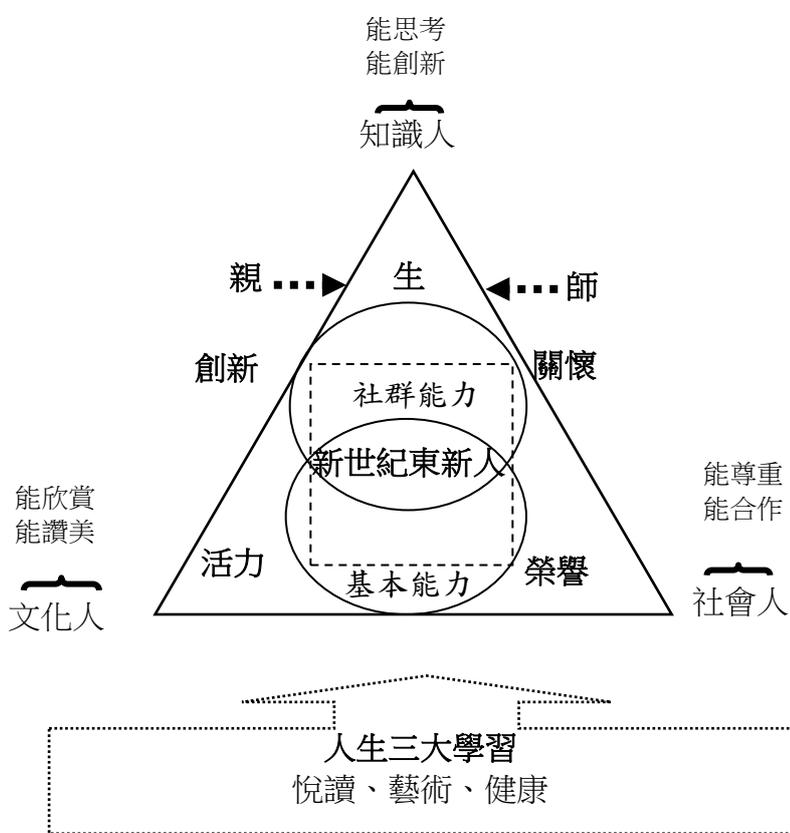 能思考
能創新
知識人
親
生
師
創新
關懷
社群能力
新世紀東新人
能欣賞
能讚美
能尊重
能合作
活力
基本能力
榮譽
文化人
社會人
人生三大學習
悅讀、藝術、健康